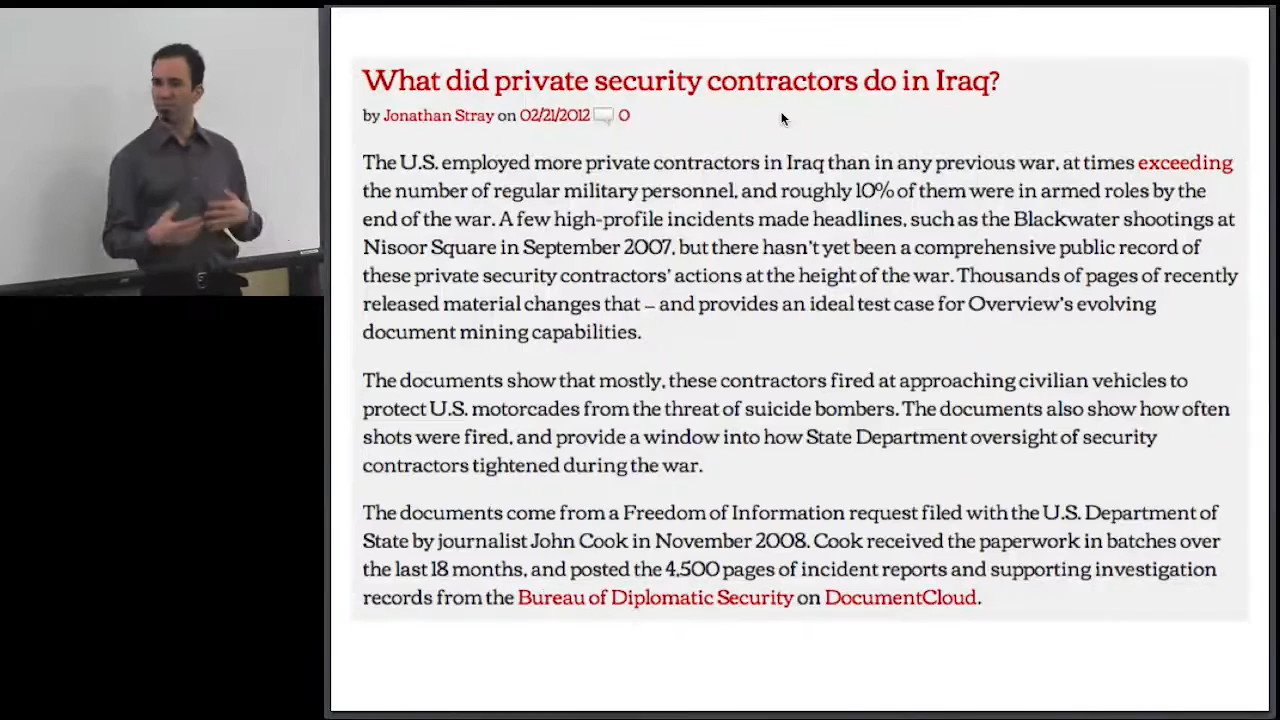 What did private security contractors do in Iraq?
by Jonathan Stray on 02/21/2012 0
The U.S. employed more private contractors in Iraq than in any previous war, at times exceeding
the number of regular military personnel, and roughly 10% of them were in armed roles by the
end of the war. A few high-profile incidents made headlines, such as the Blackwater shootings at
Nisoor Square in September 2007, but there hasn't yet been a comprehensive public record of
these private security contractors' actions at the height of the war. Thousands of pages of recently
released material changes that – and provides an ideal test case for Overview's evolving
document mining capabilities.
The documents show that mostly, these contractors fired at approaching civilian vehicles to
protect U.S. motorcades from the threat of suicide bombers. The documents also show how often
shots were fired, and provide a window into how State Department oversight of security
contractors tightened during the war.
The documents come from a Freedom of Information request filed with the U.S. Department of
State by journalist John Cook in November 2008. Cook received the paperwork in batches over
the last 18 months, and posted the 4,500 pages of incident reports and supporting investigation
records from the Bureau of Diplomatic Security on DocumentCloud.